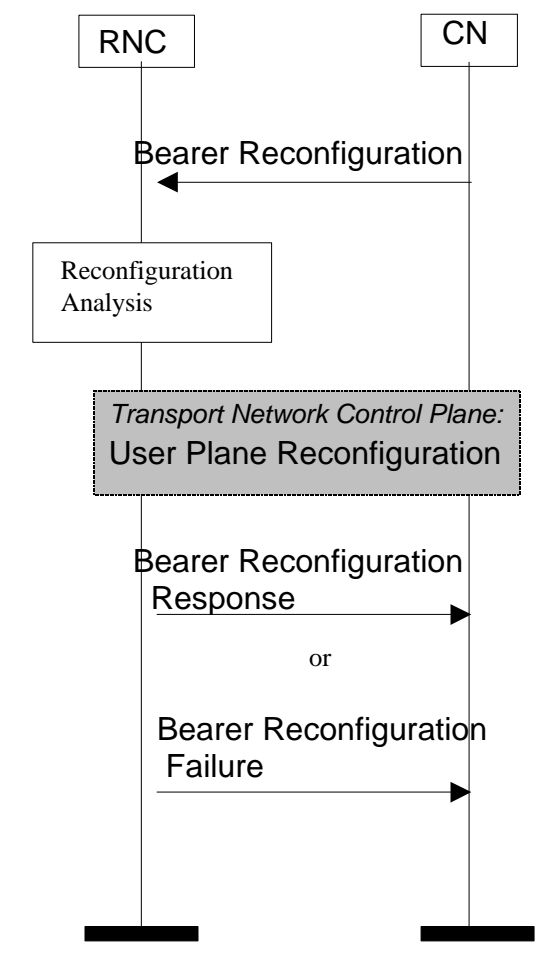 RNC
CN
Bearer Reconfiguration
Reconfiguration
Analysis
Transport Network Control Plane:
User Plane Reconfiguration
Bearer Reconfiguration
Response
or
Bearer Reconfiguration
Failure